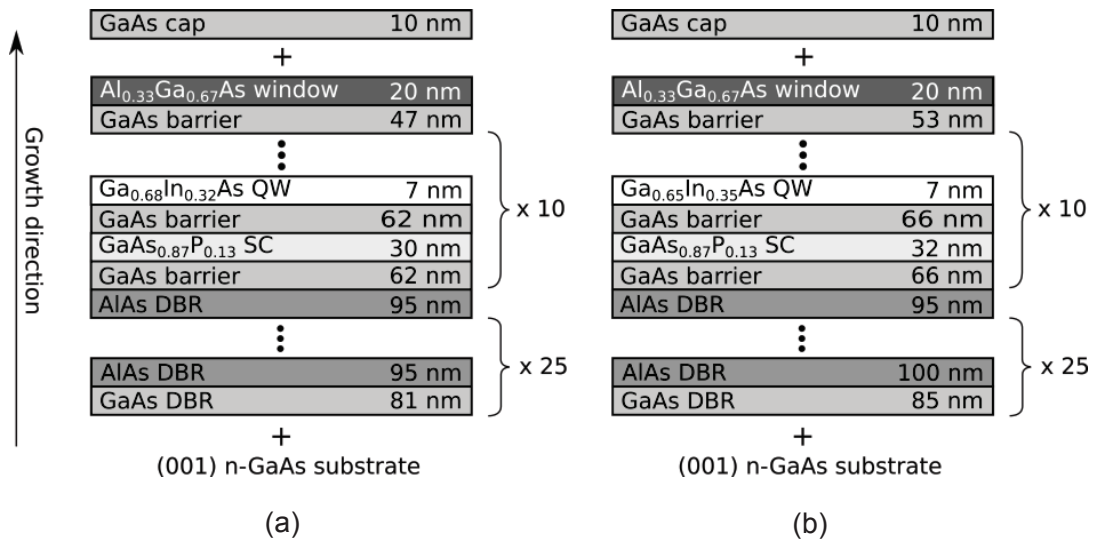 Growth direction
GaAs cap 10 nm
+
Al0.33Ga0.67As window 20 nm
GaAs barrier 47 nm
Ga0.68In0.32As QW 7 nm
GaAs barrier 62 nm
GaAs0.87P0.13 SC 30 nm
GaAs barrier 62 nm
AlAs DBR 95 nm
x 10
AlAs DBR 95 nm
GaAs DBR 81 nm
x 25
+
(001) n-GaAs substrate
(a)
GaAs cap 10 nm
+
Al0.33Ga0.67As window 20 nm
GaAs barrier 53 nm
Ga0.65In0.35As QW 7 nm
GaAs barrier 66 nm
GaAs0.87P0.13 SC 32 nm
GaAs barrier 66 nm
AlAs DBR 95 nm
x 10
AlAs DBR 100 nm
GaAs DBR 85 nm
x 25
+
(001) n-GaAs substrate
(b)